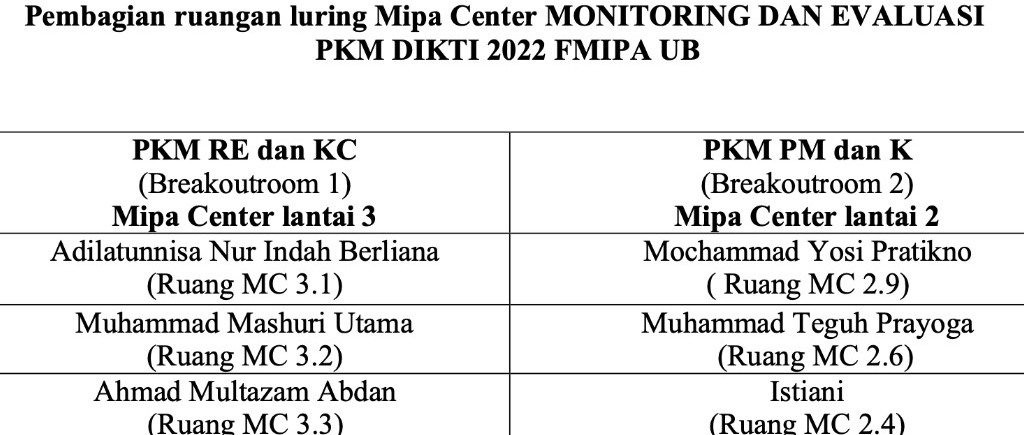 Pembagian ruangan luring Mipa Center MONITORING DAN EVALUASI
PKM DIKTI 2022 FMIPA UB
PKM RE dan KC
(Breakoutroom 1)
Mipa Center lantai 3
PKM PM dan K
(Breakoutroom 2)
Mipa Center lantai 2
Adilatunnisa Nur Indah Berliana
(Ruang MC 3.1)
Mochammad Yosi Pratikno
( Ruang MC 2.9)
Muhammad Mashuri Utama
(Ruang MC 3.2)
Muhammad Teguh Prayoga
(Ruang MC 2.6)
Ahmad Multazam Abdan
(Ruang MC 3.3)
Istiani
(Ruang MC 2.4)